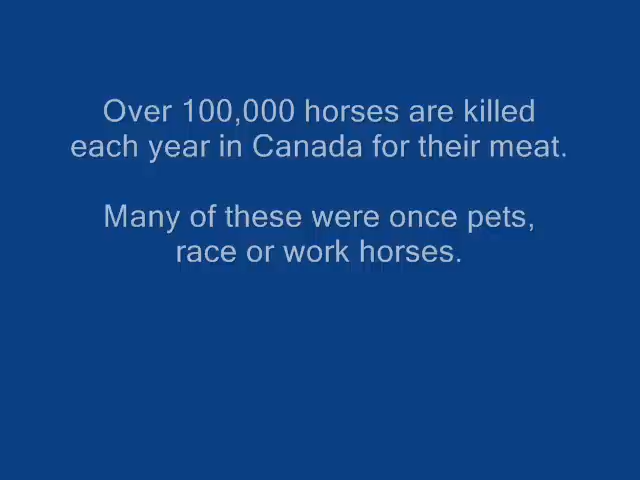 Over 100,000 horses are killed
each year in Canada for their meat.
Many of these were once pets,
race or work horses.